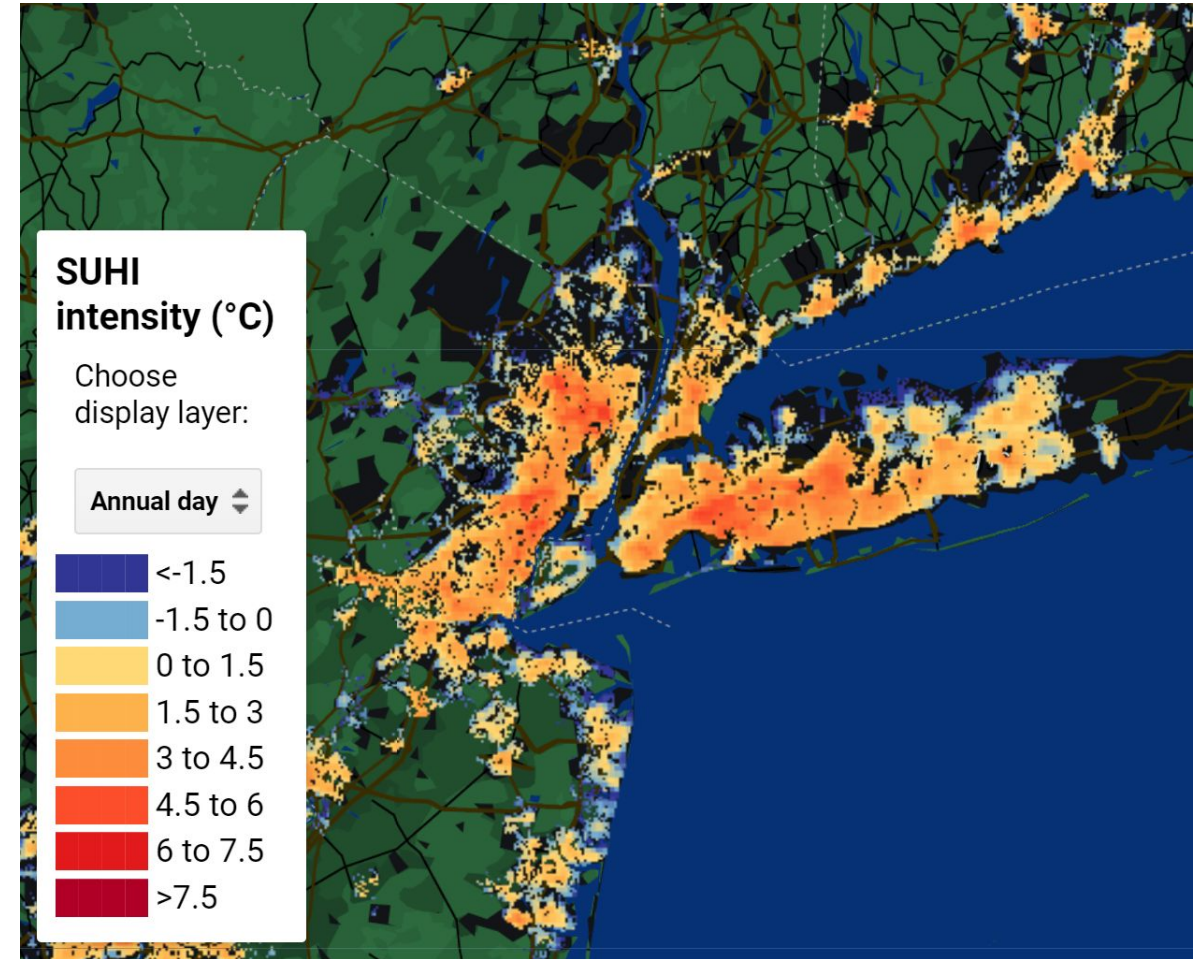 SUHI
intensity (°C)
Choose
display layer:
Annual day
<-1.5
-1.5 to 0
0 to 1.5
1.5 to 3
3 to 4.5
4.5 to 6
6 to 7.5
>7.5